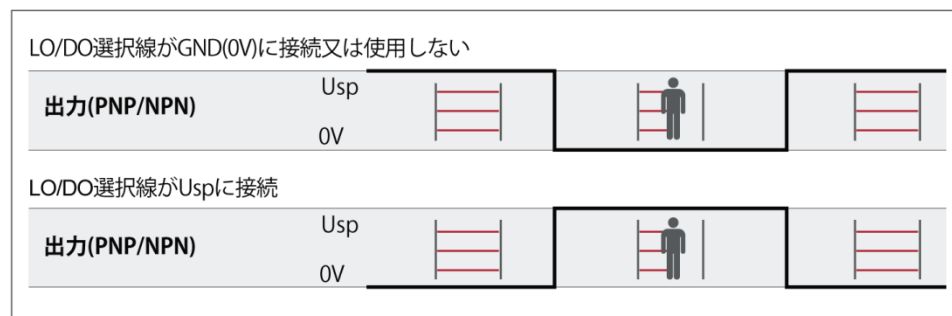 LO/DO選択線がGND(0V)に接続又は使用しない
Usp
出力(PNP/NPN)
0V
LO/DO選択線がUspに接続
Usp
出力(PNP/NPN)
0V